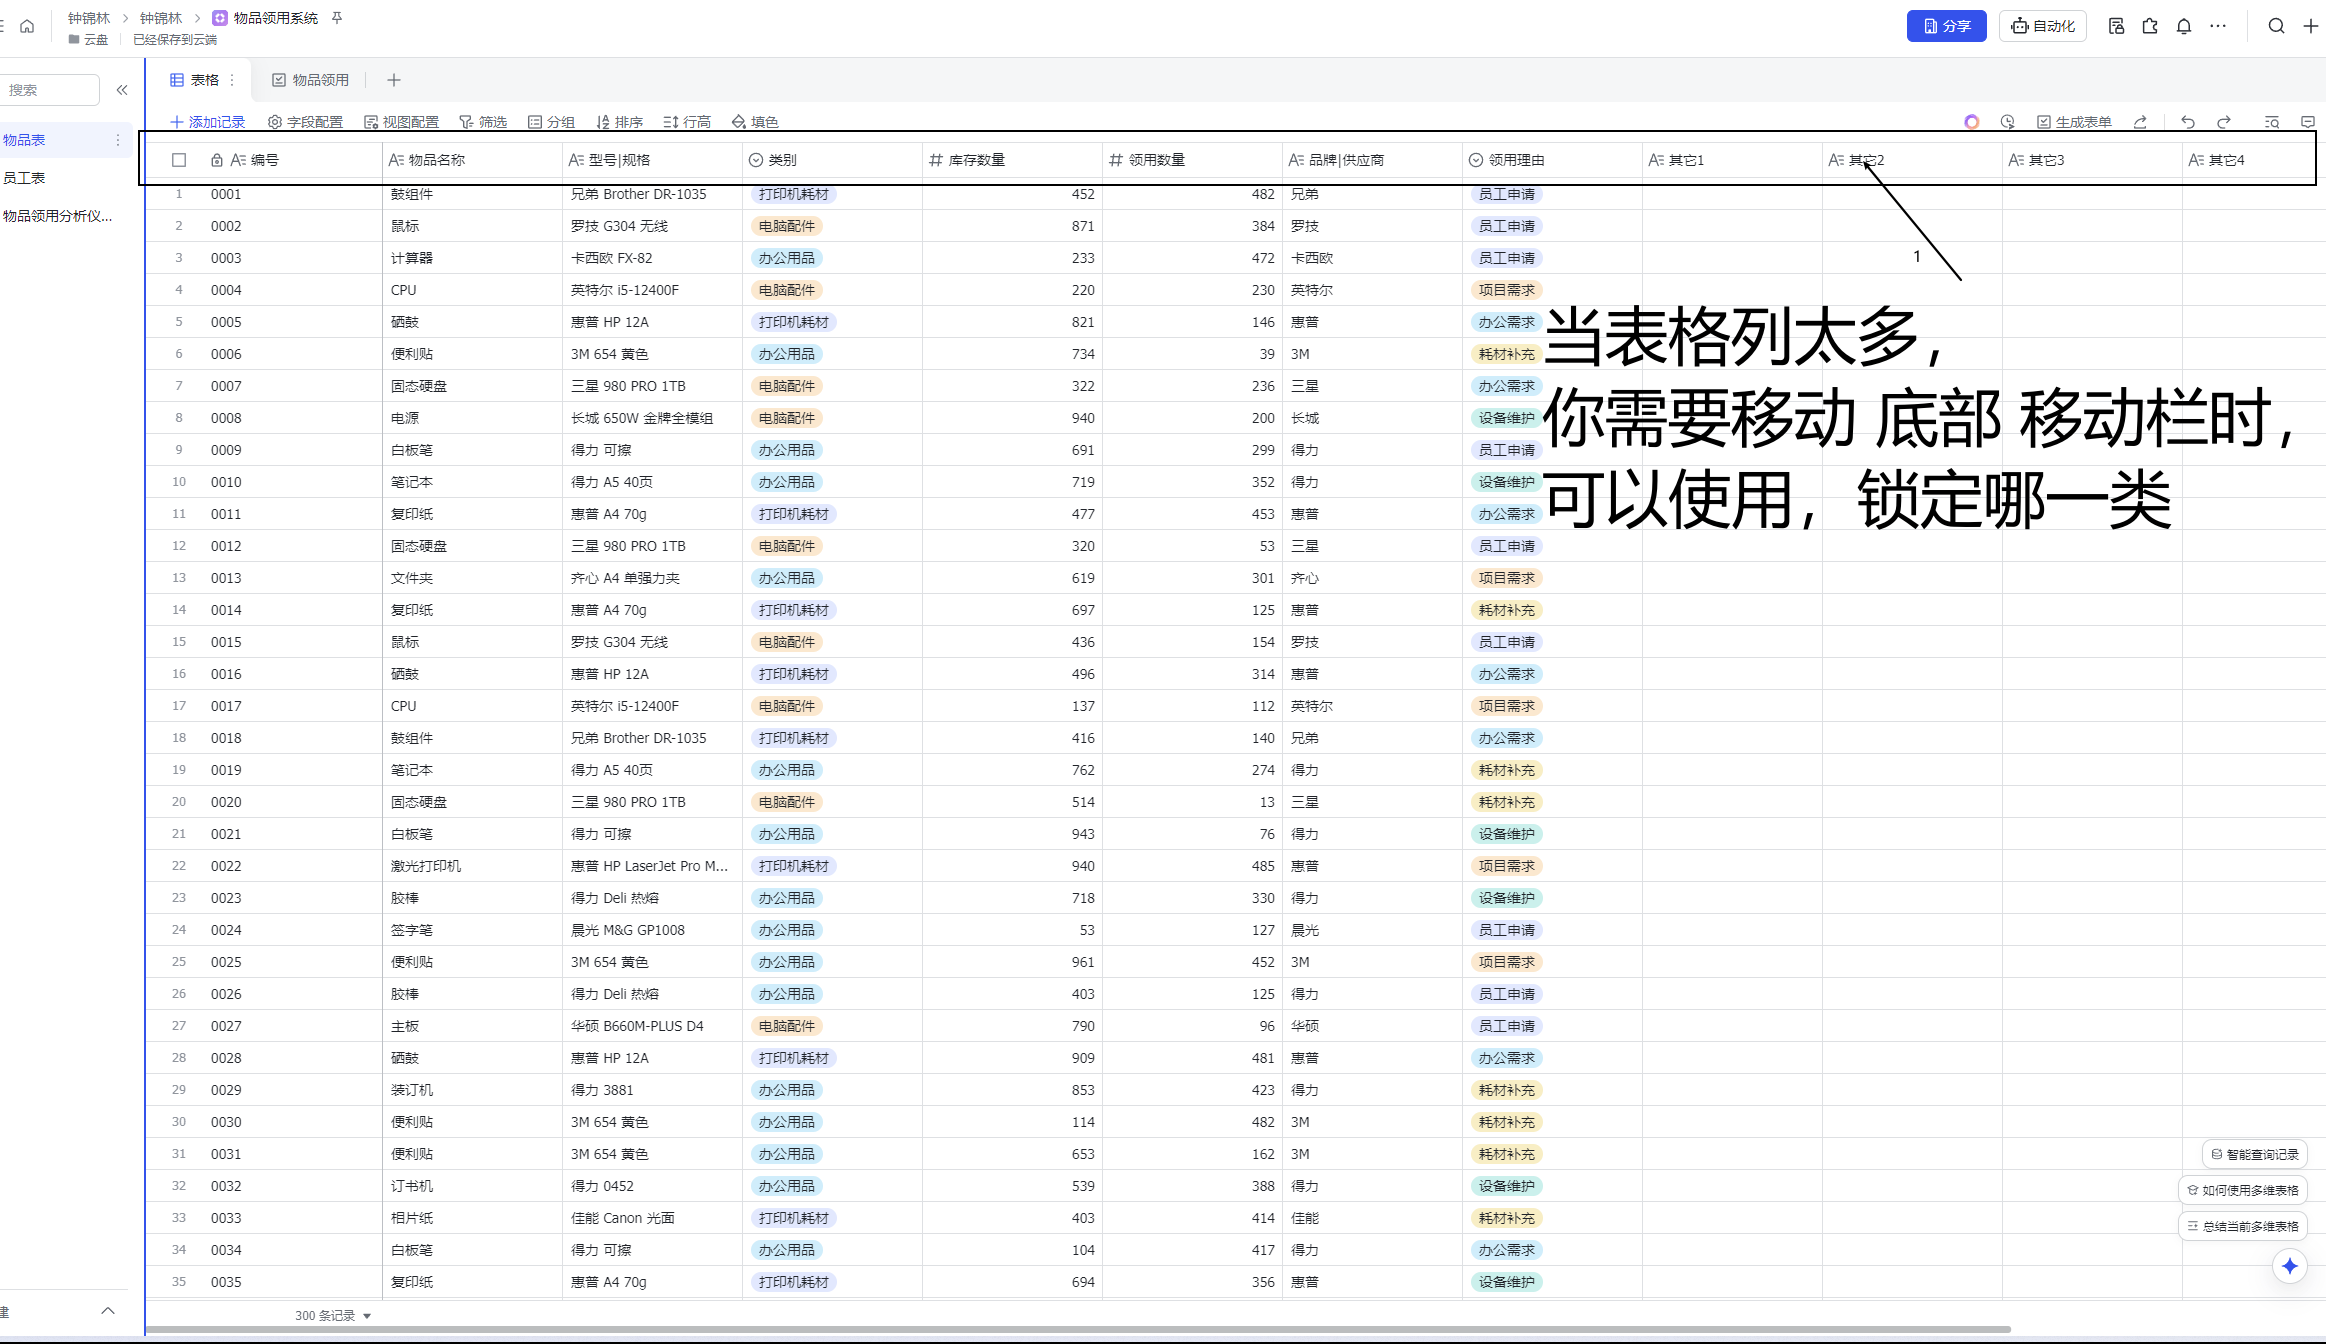 钟锦林 > 钟锦林 > 物品领用系统
云盘 | 已经保存到云端
分享 自动化
搜索
表格 物品领用
添加记录 字段配置 视图配置 筛选 分组 排序 行高 填色 生成表单
物品表
员工表
物品领用分析仪...
编号 物品名称 型号|规格 类别 库存数量 领用数量 品牌|供应商 领用理由 其它1 其它2 其它3 其它4
1 0001 鼓组件 兄弟 Brother DR-1035 打印机耗材 452 482 兄弟 员工申请
2 0002 鼠标 罗技 G304 无线 电脑配件 871 384 罗技 员工申请
3 0003 计算器 卡西欧 FX-82 办公用品 233 472 卡西欧 员工申请
1
4 0004 CPU 英特尔 i5-12400F 电脑配件 220 230 英特尔 项目需求
5 0005 硒鼓 惠普 HP 12A 打印机耗材 821 146 惠普 办公需求
6 0006 便利贴 3M 654 黄色 办公用品 734 39 3M 耗材补充
7 0007 固态硬盘 三星 980 PRO 1TB 电脑配件 322 236 三星 办公需求
8 0008 电源 长城 650W 金牌全模组 电脑配件 940 200 长城 设备维护
9 0009 白板笔 得力 可擦 办公用品 691 299 得力 员工申请
10 0010 笔记本 得力 A5 40页 办公用品 719 352 得力 设备维护
11 0011 复印纸 惠普 A4 70g 打印机耗材 477 453 惠普 办公需求
12 0012 固态硬盘 三星 980 PRO 1TB 电脑配件 320 53 三星 员工申请
13 0013 文件夹 齐心 A4 单强力夹 办公用品 619 301 齐心 项目需求
14 0014 复印纸 惠普 A4 70g 打印机耗材 697 125 惠普 耗材补充
15 0015 鼠标 罗技 G304 无线 电脑配件 436 154 罗技 员工申请
16 0016 硒鼓 惠普 HP 12A 打印机耗材 496 314 惠普 办公需求
17 0017 CPU 英特尔 i5-12400F 电脑配件 137 112 英特尔 项目需求
18 0018 鼓组件 兄弟 Brother DR-1035 打印机耗材 416 140 兄弟 办公需求
19 0019 笔记本 得力 A5 40页 办公用品 762 274 得力 耗材补充
20 0020 固态硬盘 三星 980 PRO 1TB 电脑配件 514 13 三星 耗材补充
21 0021 白板笔 得力 可擦 办公用品 943 76 得力 设备维护
22 0022 激光打印机 惠普 HP LaserJet Pro M... 打印机耗材 940 485 惠普 项目需求
23 0023 胶棒 得力 Deli 热熔 办公用品 718 330 得力 设备维护
24 0024 签字笔 晨光 M&G GP1008 办公用品 53 127 晨光 员工申请
25 0025 便利贴 3M 654 黄色 办公用品 961 452 3M 项目需求
26 0026 胶棒 得力 Deli 热熔 办公用品 403 125 得力 员工申请
27 0027 主板 华硕 B660M-PLUS D4 电脑配件 790 96 华硕 员工申请
28 0028 硒鼓 惠普 HP 12A 打印机耗材 909 481 惠普 办公需求
29 0029 装订机 得力 3881 办公用品 853 423 得力 耗材补充
30 0030 便利贴 3M 654 黄色 办公用品 114 482 3M 耗材补充
31 0031 便利贴 3M 654 黄色 办公用品 653 162 3M 耗材补充
32 0032 订书机 得力 0452 办公用品 539 388 得力 设备维护
33 0033 相片纸 佳能 Canon 光面 打印机耗材 403 414 佳能 耗材补充
34 0034 白板笔 得力 可擦 办公用品 104 417 得力 办公需求
35 0035 复印纸 惠普 A4 70g 打印机耗材 694 356 惠普 设备维护
当表格列太多，
你需要移动 底部 移动栏时，
可以使用，锁定哪一类
智能查询记录
如何使用多维表格
总结当前多维表格
建
300 条记录